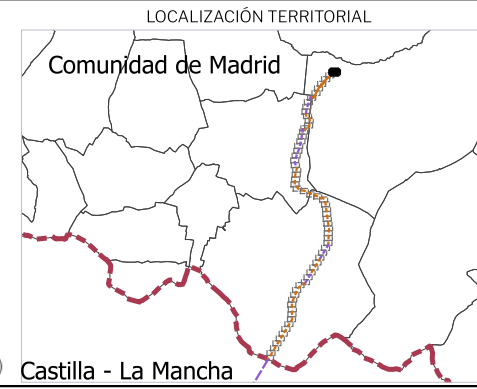 LOCALIZACIÓN TERRITORIAL
Comunidad de Madrid
Castilla - La Mancha